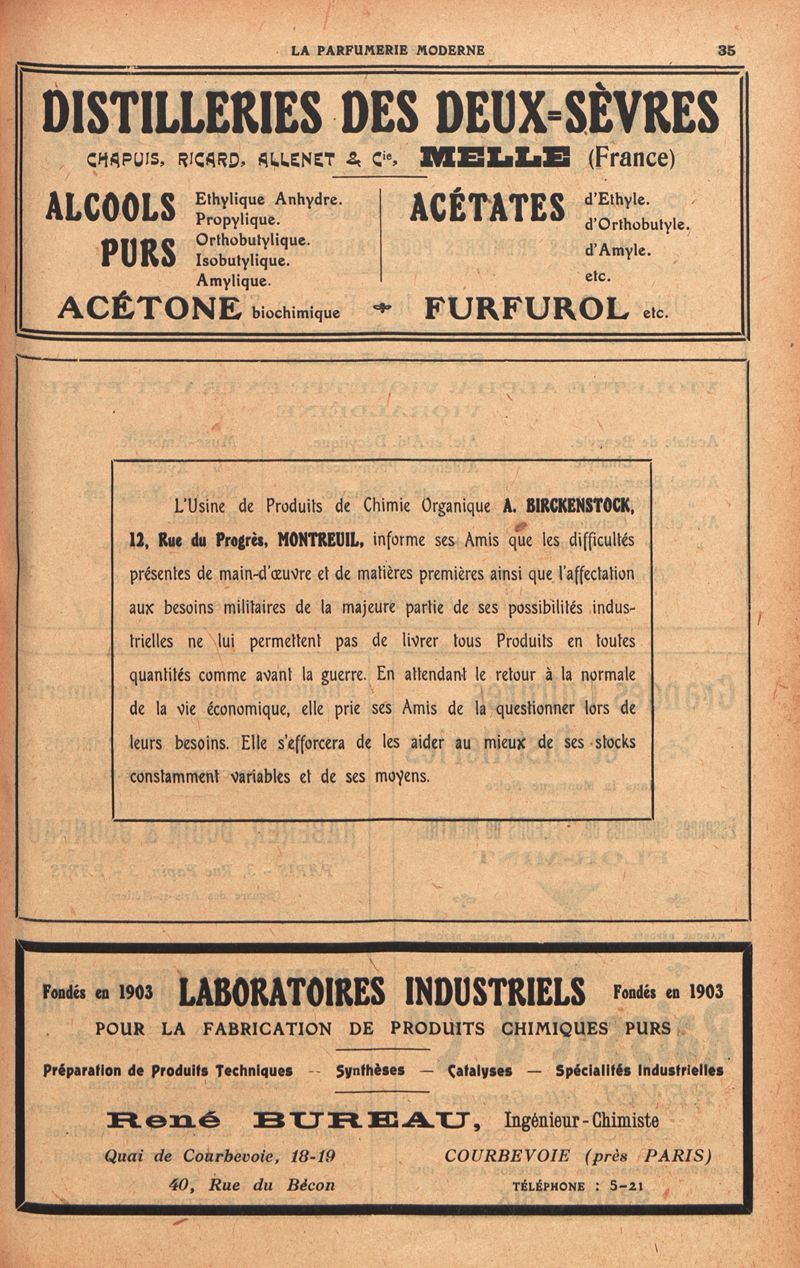 LA PARFUMERIE MODERNE 35
DISTILLERIES DES DEUX-SÈVRES
CHAPUIS, RICARD, ALLENET & Cie, MELLE (France)
ALCOOLS PURS
Ethylique Anhydre.
Propylique.
Orthobutylique.
Isobutylique.
Amylique.
ACÉTATES
d'Ethyle.
d'Orthobutyle.
d'Amyle.
etc.
ACÉTONE biochimique
FURFUROL etc.
L'Usine de Produits de Chimie Organique A. BIRCKENSTOCK,
12, Rue du Progrès, MONTREUIL, informe ses Amis que les difficultés
présentes de main-d'œuvre et de matières premières ainsi que l'affectation
aux besoins militaires de la majeure partie de ses possibilités indus-
trielles ne lui permettent pas de livrer tous Produits en toutes
quantités comme avant la guerre. En attendant le retour à la normale
de la vie économique, elle prie ses Amis de la questionner lors de
leurs besoins. Elle s'efforcera de les aider au mieux de ses stocks
constamment variables et de ses moyens.
Fondés en 1903 LABORATOIRES INDUSTRIELS Fondés en 1903
POUR LA FABRICATION DE PRODUITS CHIMIQUES PURS
Préparation de Produits Techniques — Synthèses — Catalyses — Spécialités Industrielles
René BUREAU, Ingénieur-Chimiste
Quai de Courbevoie, 18-19 COURBEVOIE (près PARIS)
40, Rue du Bécon TÉLÉPHONE : 5-21